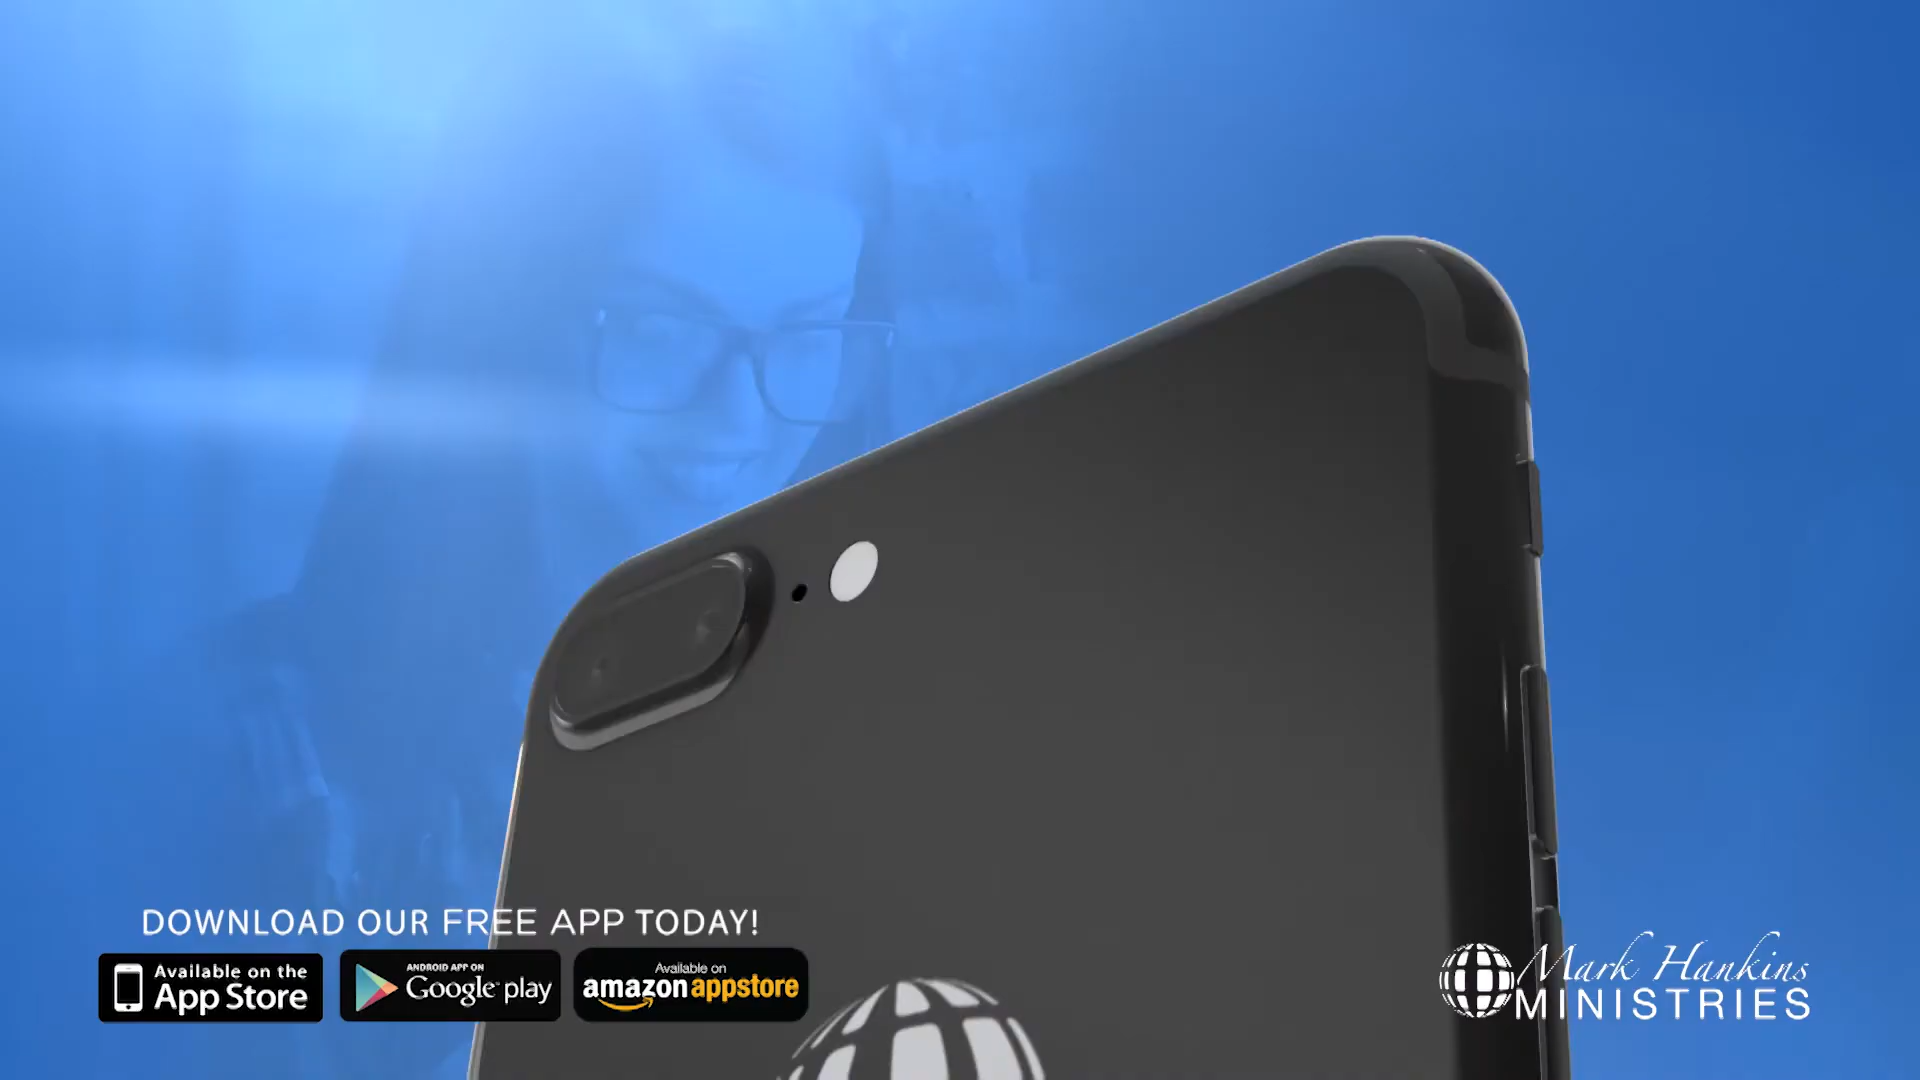 DOWNLOAD OUR FREE APP TODAY!
Available on the
App Store
ANDROID APP ON
Google play
Available on
amazon appstore
Mark Hankins
MINISTRIES